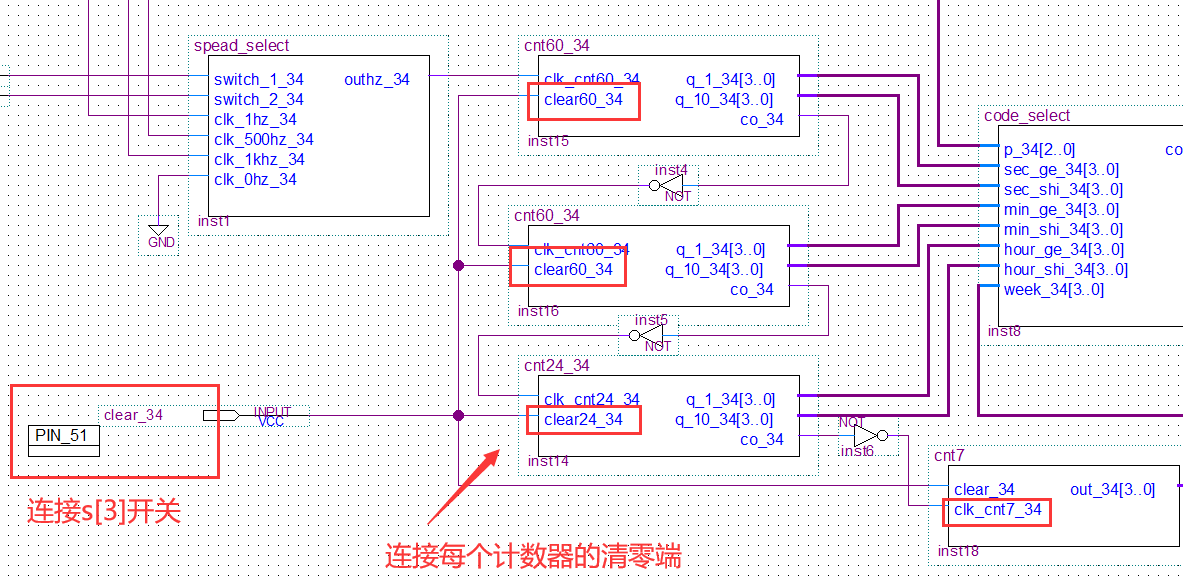 spead_select
switch_1_34
outhz_34
switch_2_34
clk_1hz_34
clk_500hz_34
clk_1khz_34
clk_0hz_34
inst1
GND
cnt60_34
clk_cnt60_34
q_1_34[3..0]
clear60_34
q_10_34[3..0]
co_34
inst15
inst4
NOT
cnt60_34
clk_cnt60_34
q_1_34[3..0]
clear60_34
q_10_34[3..0]
co_34
inst16
inst5
NOT
cnt24_34
clk_cnt24_34
q_1_34[3..0]
clear24_34
q_10_34[3..0]
co_34
inst14
NOT
inst6
code_select
p_34[2..0]
co
sec_ge_34[3..0]
sec_shi_34[3..0]
min_ge_34[3..0]
min_shi_34[3..0]
hour_ge_34[3..0]
hour_shi_34[3..0]
week_34[3..0]
inst8
cnt7
clear_34
out_34[3..0]
clk_cnt7_34
inst18
clear_34
INPUT
VCC
PIN_51
连接s[3]开关
连接每个计数器的清零端